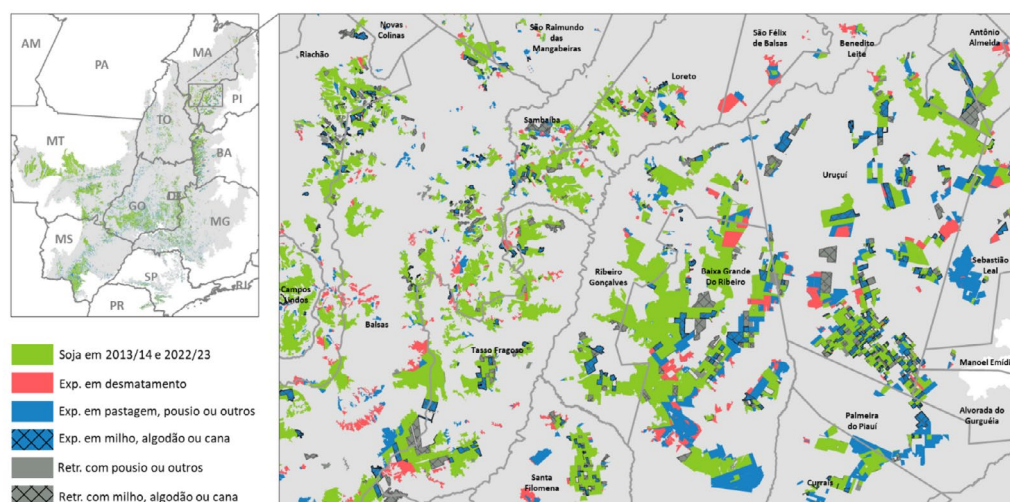 AM
PA
MA
PI
TO
MT
BA
DF
GO
MG
MS
SP
RJ
PR
Soja em 2013/14 e 2022/23
Exp. em desmatamento
Exp. em pastagem, pousio ou outros
Exp. em milho, algodão ou cana
Retr. com pousio ou outros
Retr. com milho, algodão ou cana
Novas
Colinas
São Raimundo
das
Mangabeiras
São Félix
de Balsas
Benedito
Leite
Antônio
Almeida
Riachão
Loreto
Sambaíba
Uruçuí
Ribeiro
Gonçalves
Baixa Grande
Do Ribeiro
Sebastião
Leal
Campos
Lindos
Balsas
Tasso Fragoso
Manoel Emídi
Palmeira
do Piauí
Alvorada do
Gurguéia
Santa
Filomena
Currais